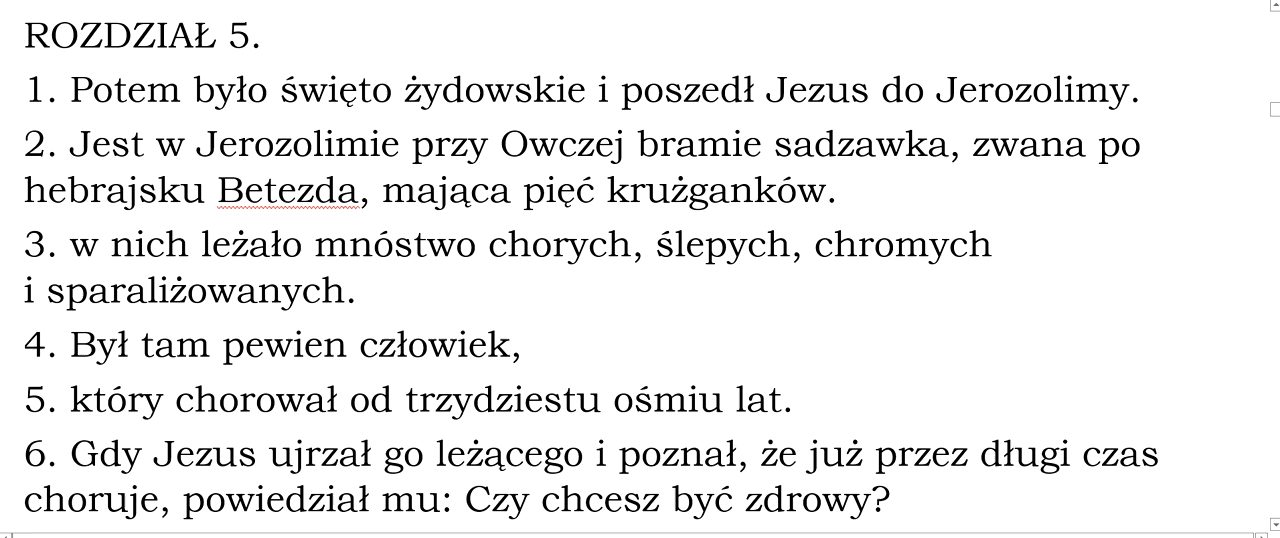 ROZDZIAŁ 5.
1. Potem było święto żydowskie i poszedł Jezus do Jerozolimy.
2. Jest w Jerozolimie przy Owczej bramie sadzawka, zwana po
hebrajsku Betezda, mająca pięć krużganków.
3. w nich leżało mnóstwo chorych, ślepych, chromych
i sparaliżowanych.
4. Był tam pewien człowiek,
5. który chorował od trzydziestu ośmiu lat.
6. Gdy Jezus ujrzał go leżącego i poznał, że już przez długi czas
choruje, powiedział mu: Czy chcesz być zdrowy?